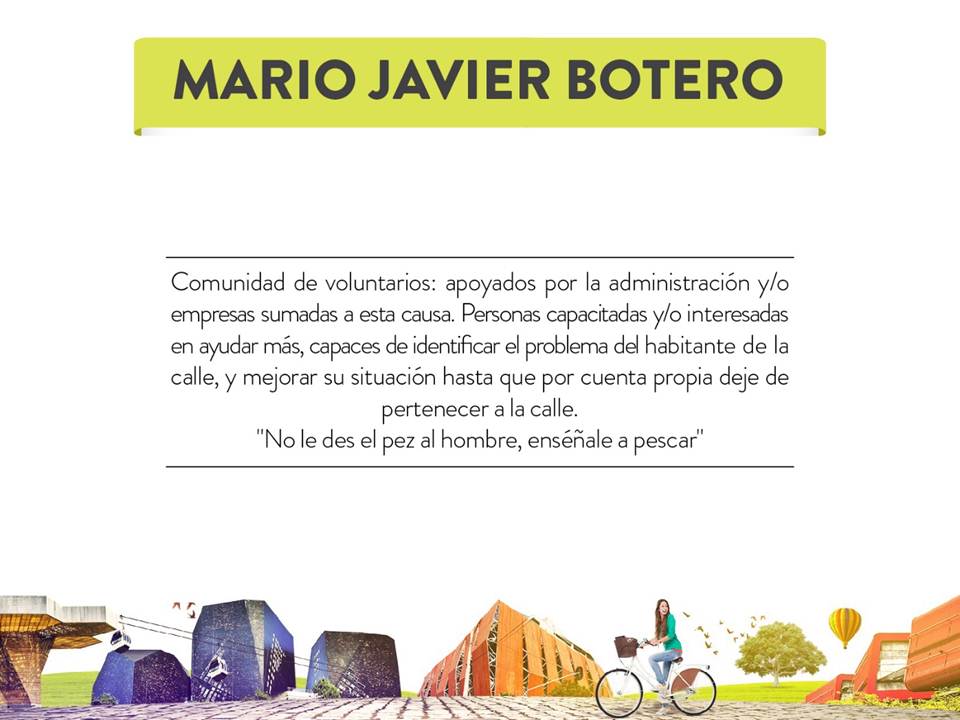 MARIO JAVIER BOTERO
Comunidad de voluntarios: apoyados por la administración y/o
empresas sumadas a esta causa. Personas capacitadas y/o interesadas
en ayudar más, capaces de identificar el problema del habitante de la
calle, y mejorar su situación hasta que por cuenta propia deje de
pertenecer a la calle.
"No le des el pez al hombre, enséñale a pescar"